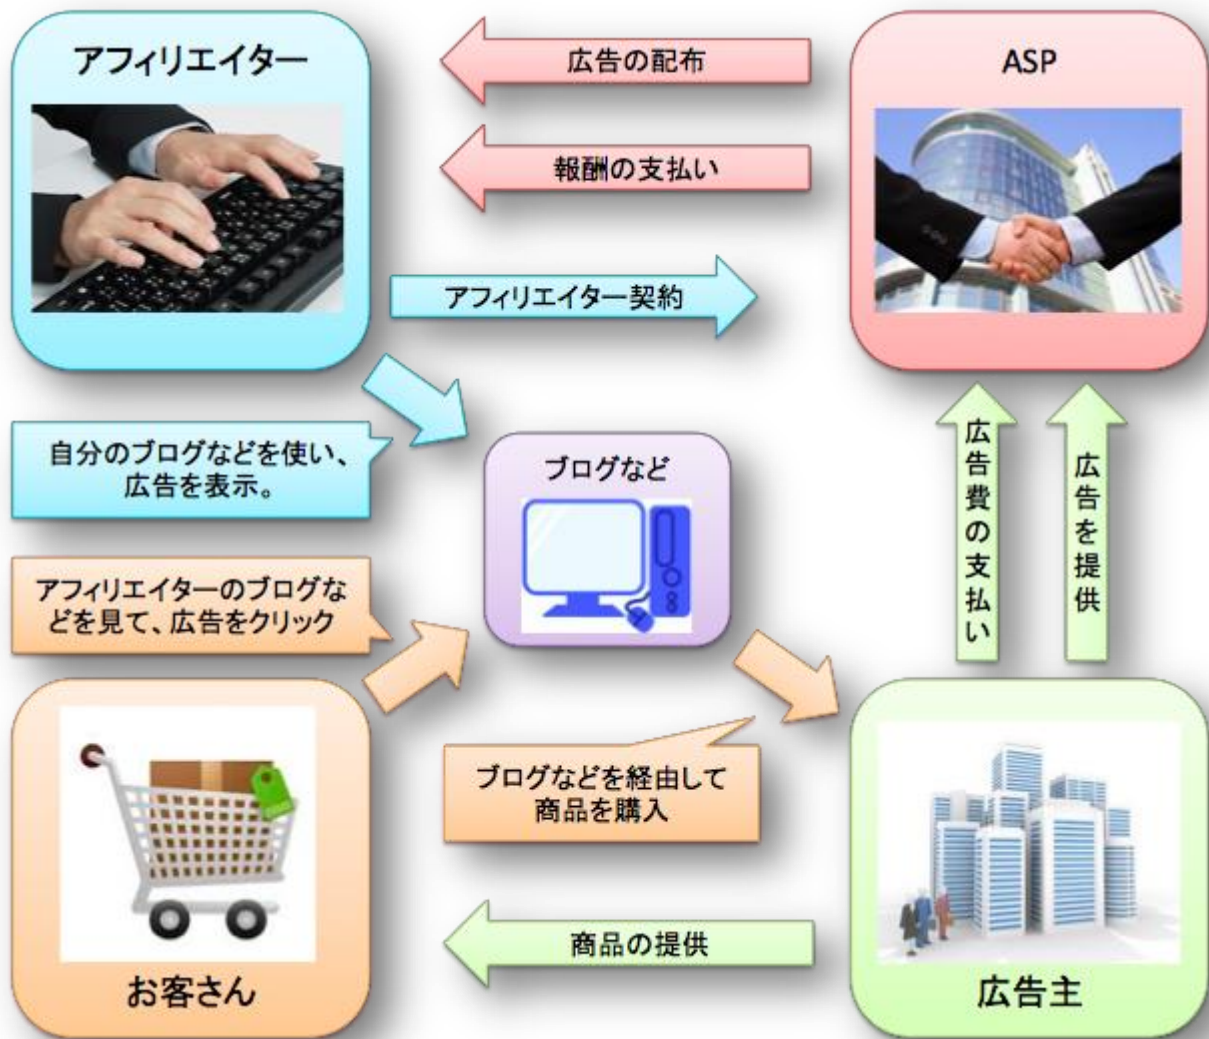 アフィリエイター
広告の配布
ASP
報酬の支払い
アフィリエイター契約
自分のブログなどを使い、
広告を表示。
ブログなど
広告費の支払い
広告を提供
アフィリエイターのブログな
どを見て、広告をクリック
ブログなどを経由して
商品を購入
商品の提供
お客さん
広告主